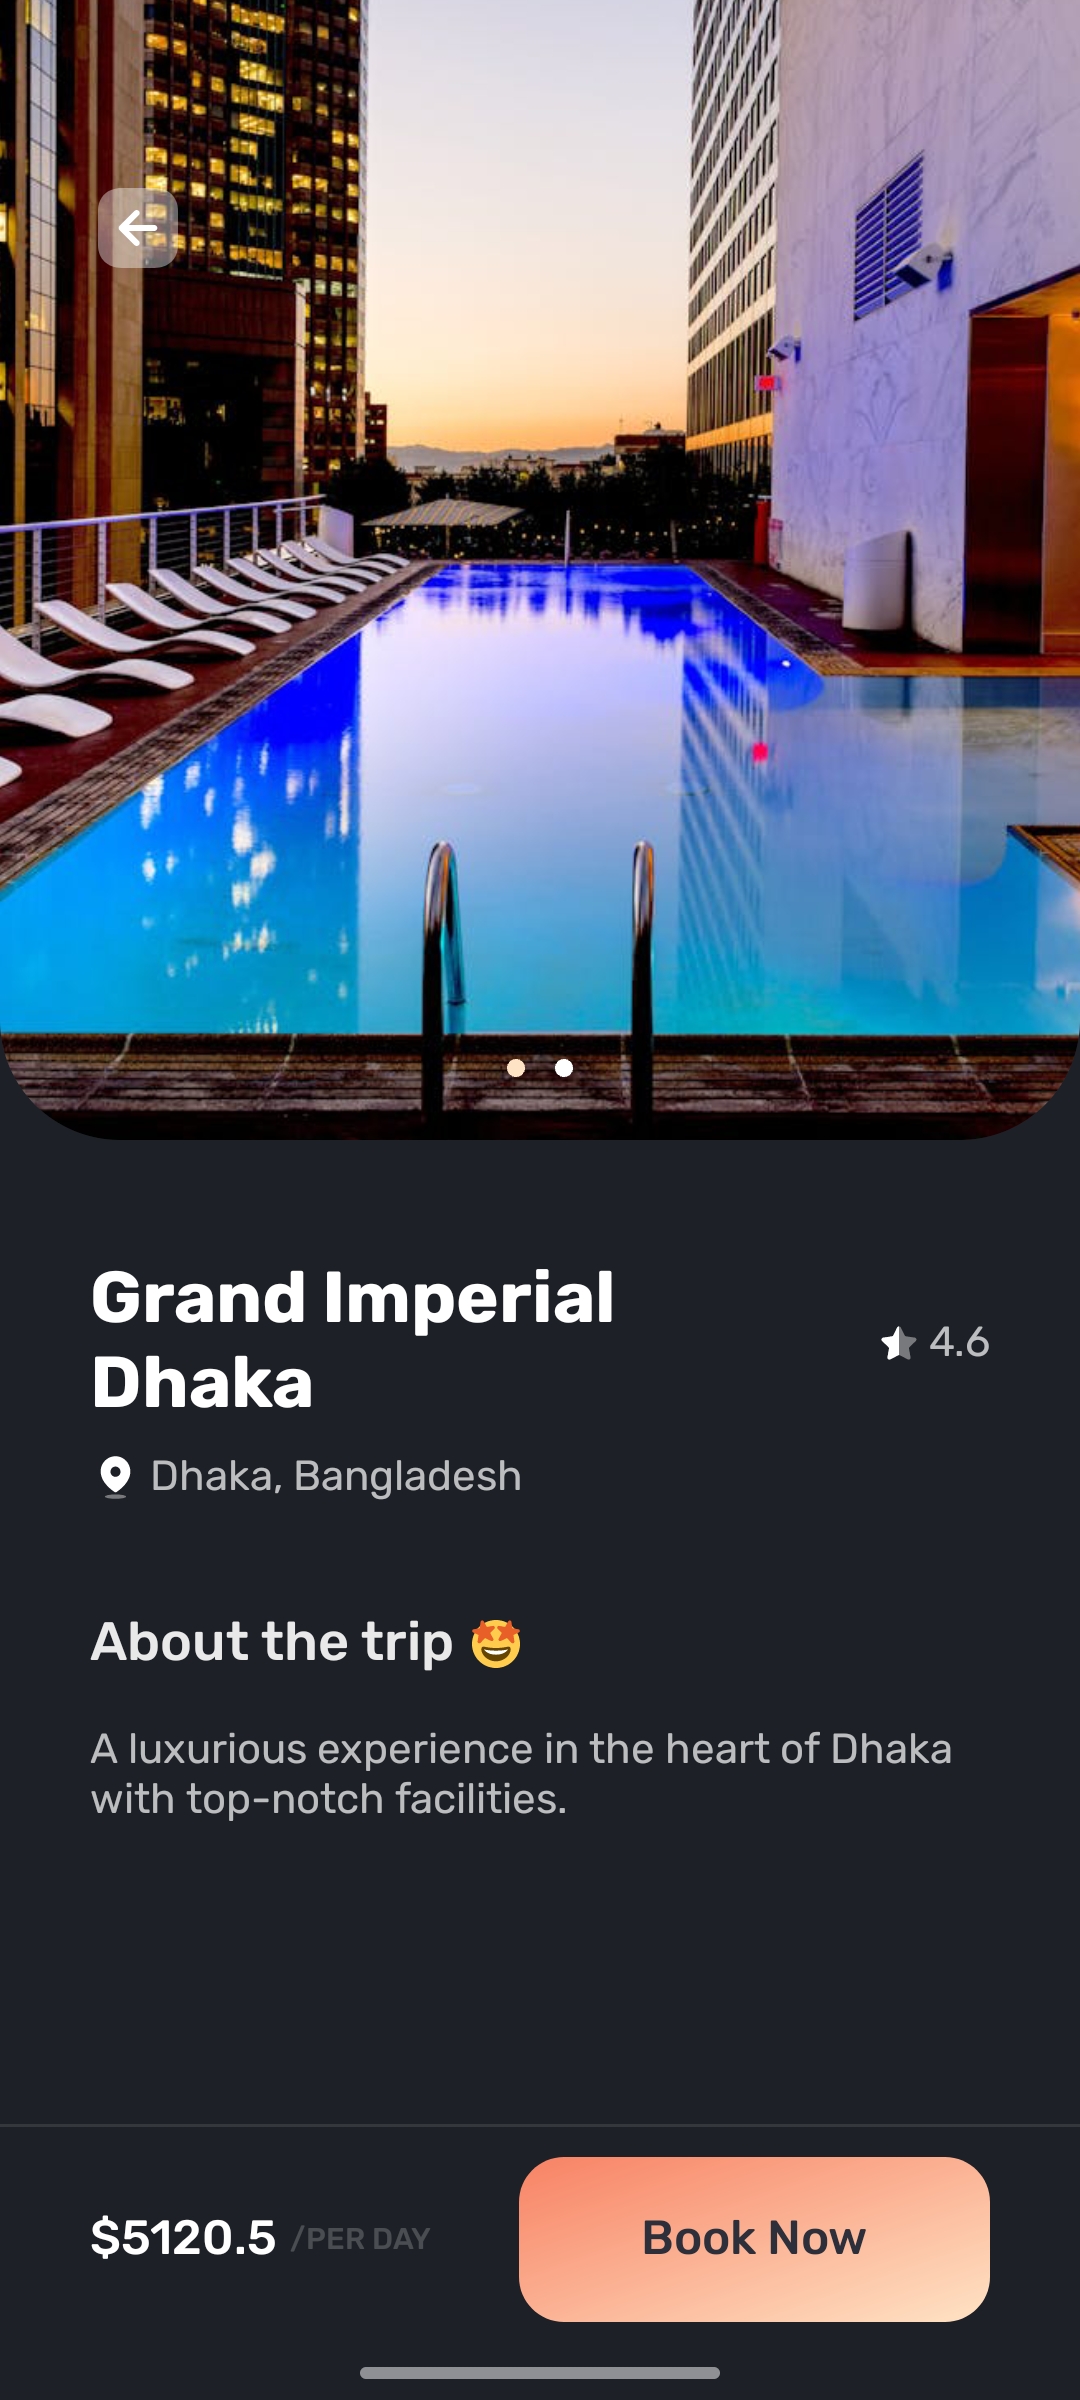 Grand Imperial
Dhaka
4.6
Dhaka, Bangladesh
About the trip 🤩
A luxurious experience in the heart of Dhaka
with top-notch facilities.
$5120.5 /PER DAY
Book Now